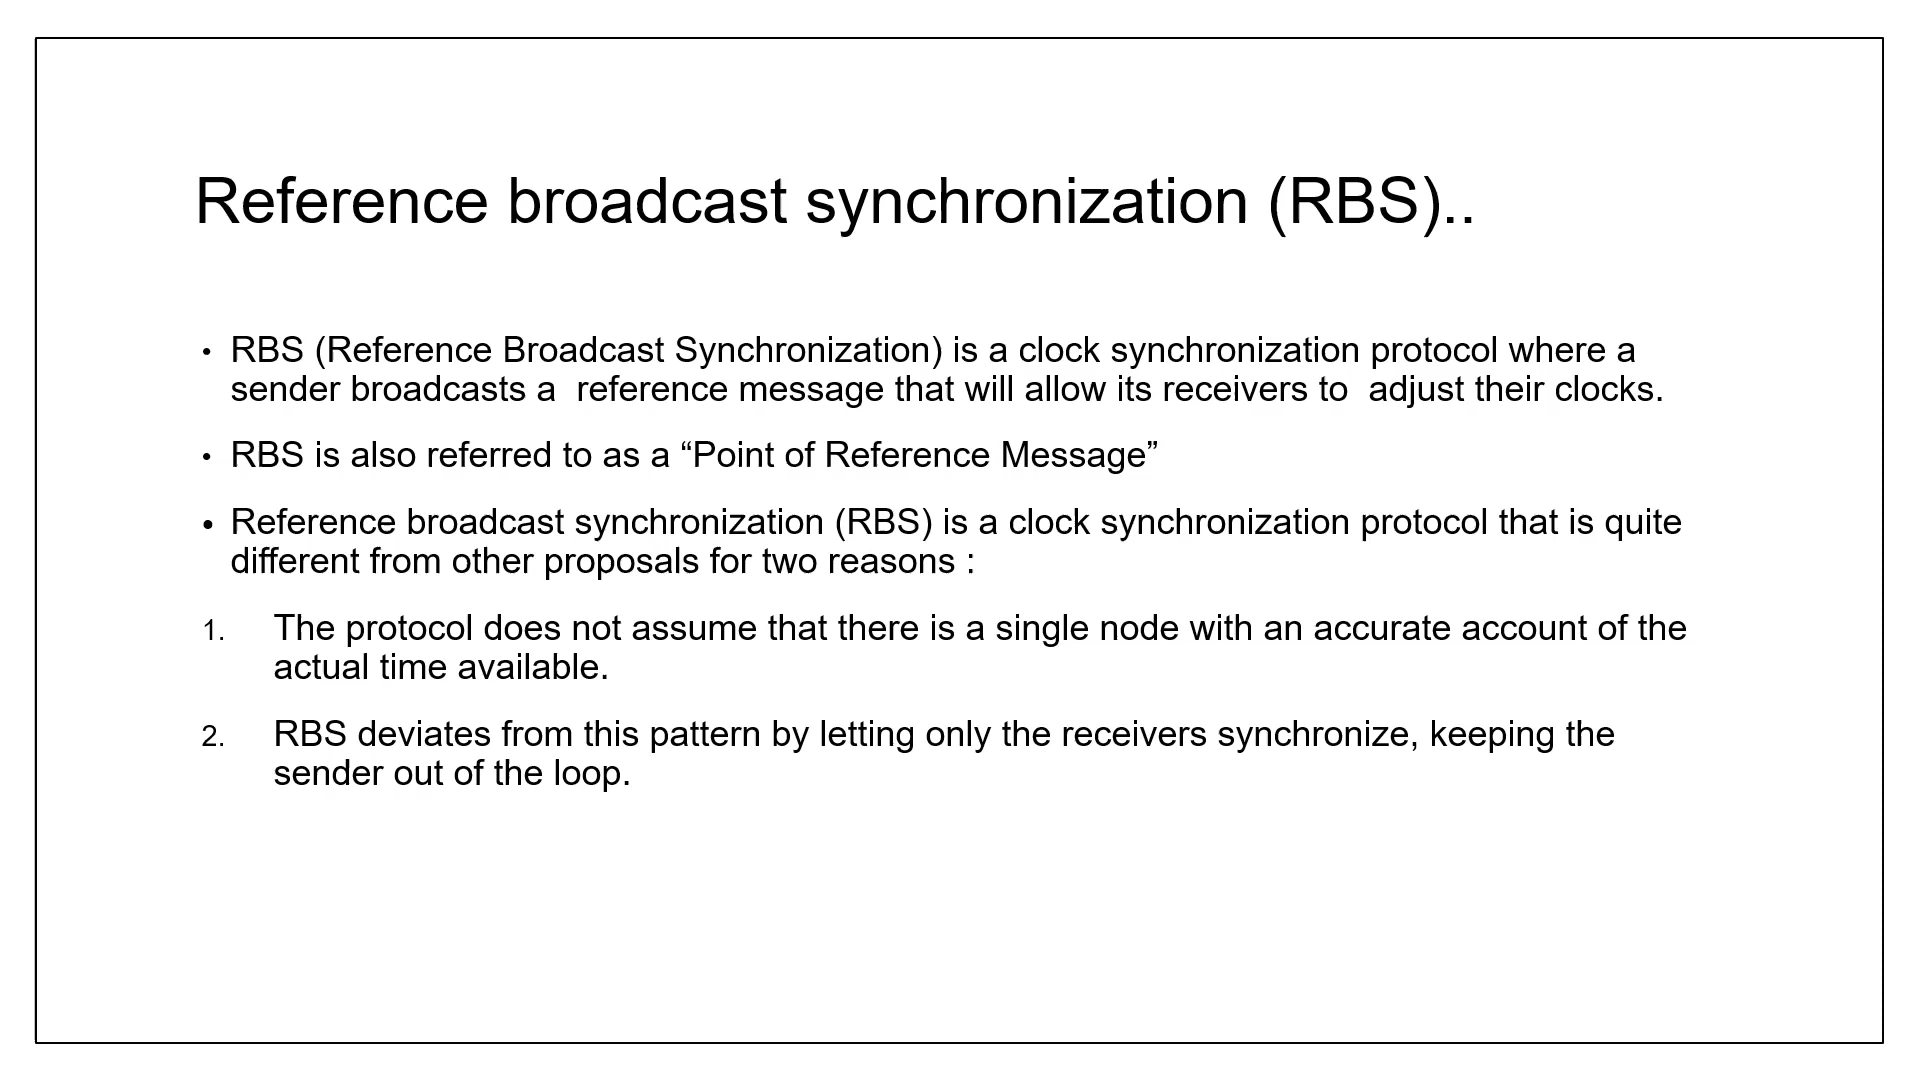 Reference broadcast synchronization (RBS)..
• RBS (Reference Broadcast Synchronization) is a clock synchronization protocol where a
sender broadcasts a  reference message that will allow its receivers to  adjust their clocks.
• RBS is also referred to as a “Point of Reference Message”
• Reference broadcast synchronization (RBS) is a clock synchronization protocol that is quite
different from other proposals for two reasons :
1. The protocol does not assume that there is a single node with an accurate account of the
actual time available.
2. RBS deviates from this pattern by letting only the receivers synchronize, keeping the
sender out of the loop.